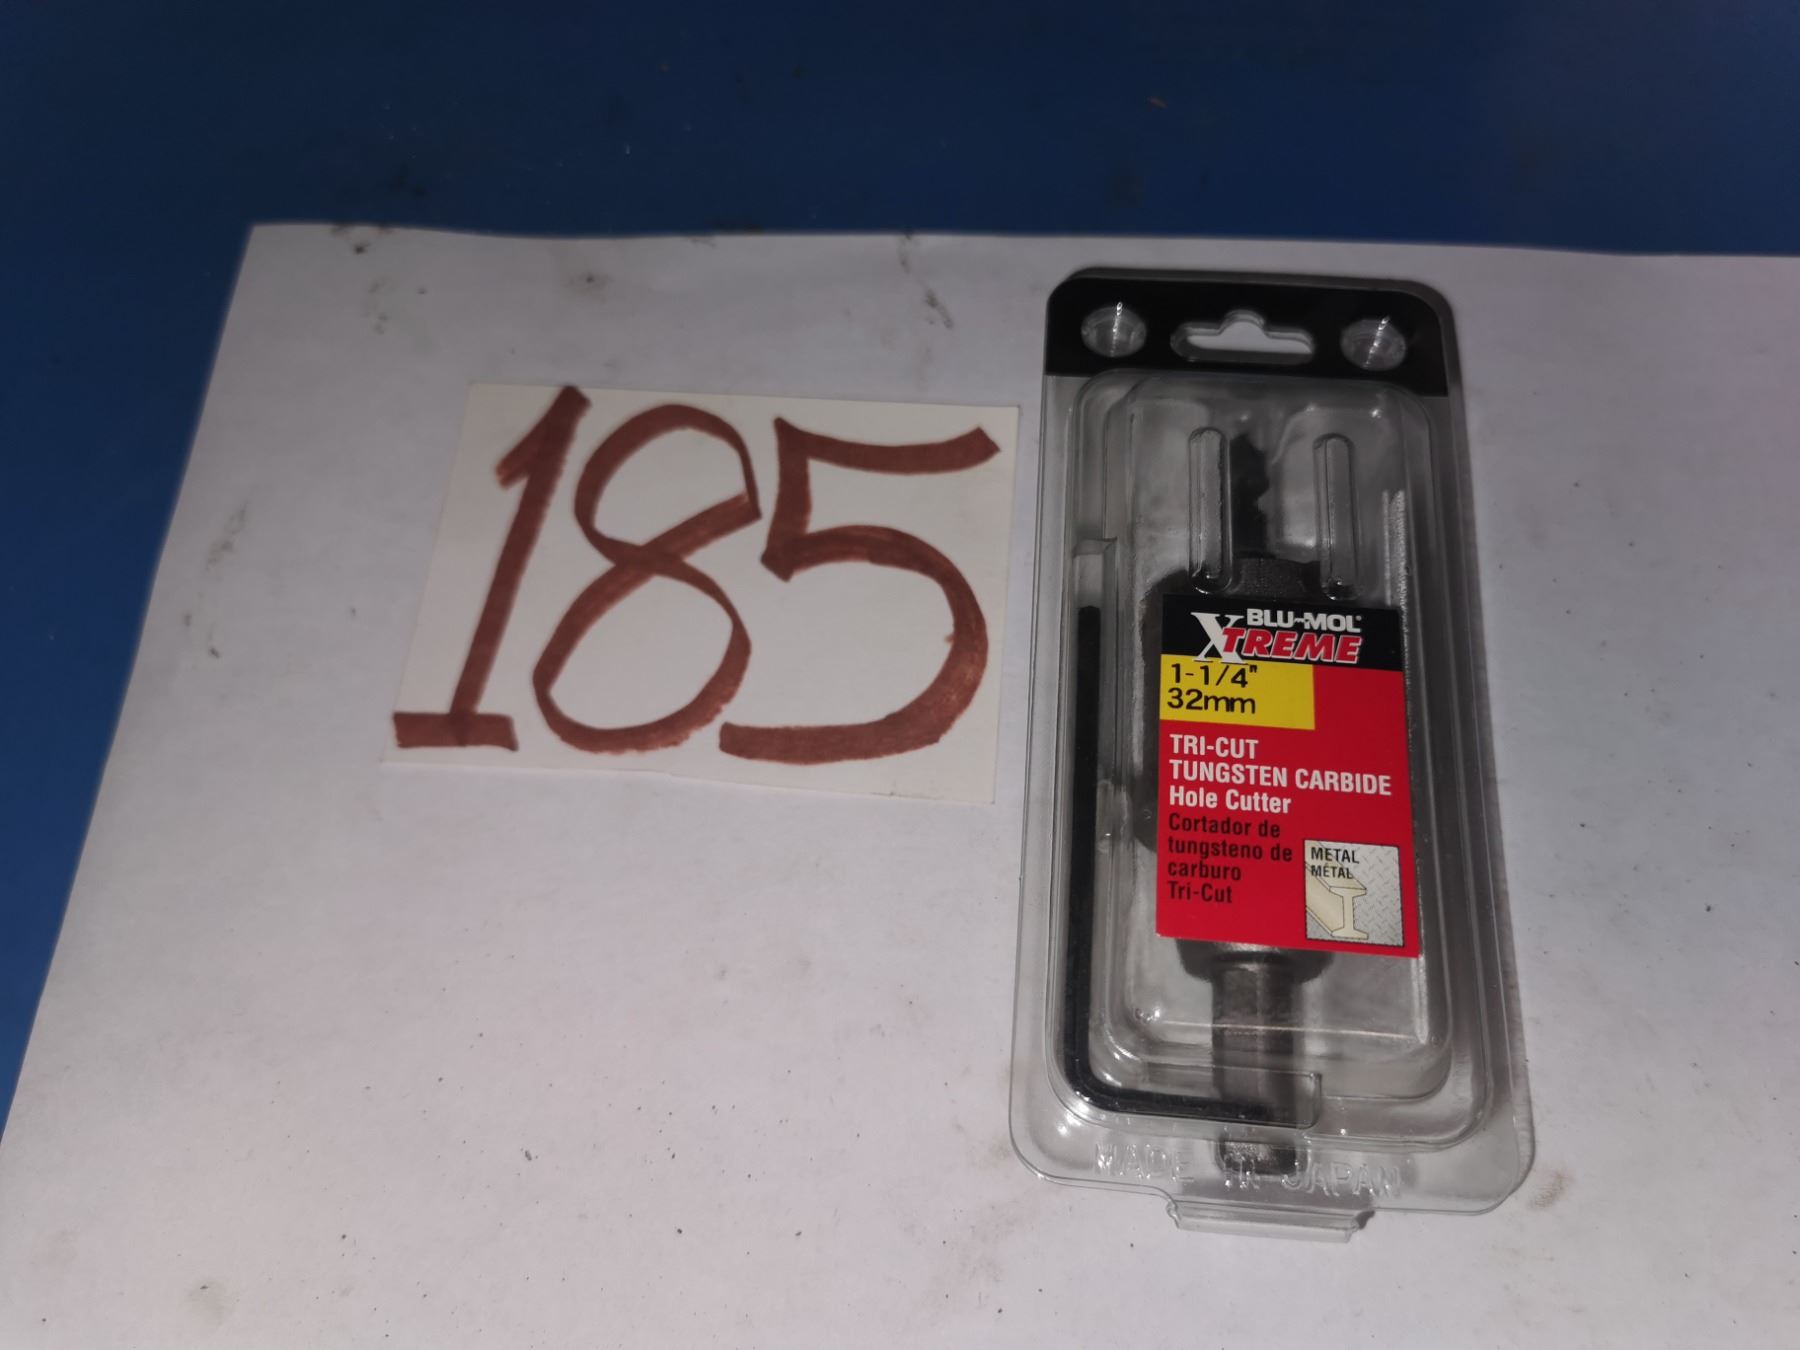 185
BLU-MOL®
XTREME
1-1/4"
32mm
TRI-CUT
TUNGSTEN CARBIDE
Hole Cutter
Cortador de
tungsteno de
carburo
Tri-Cut
METAL
MÉTAL
MADE IN JAPAN